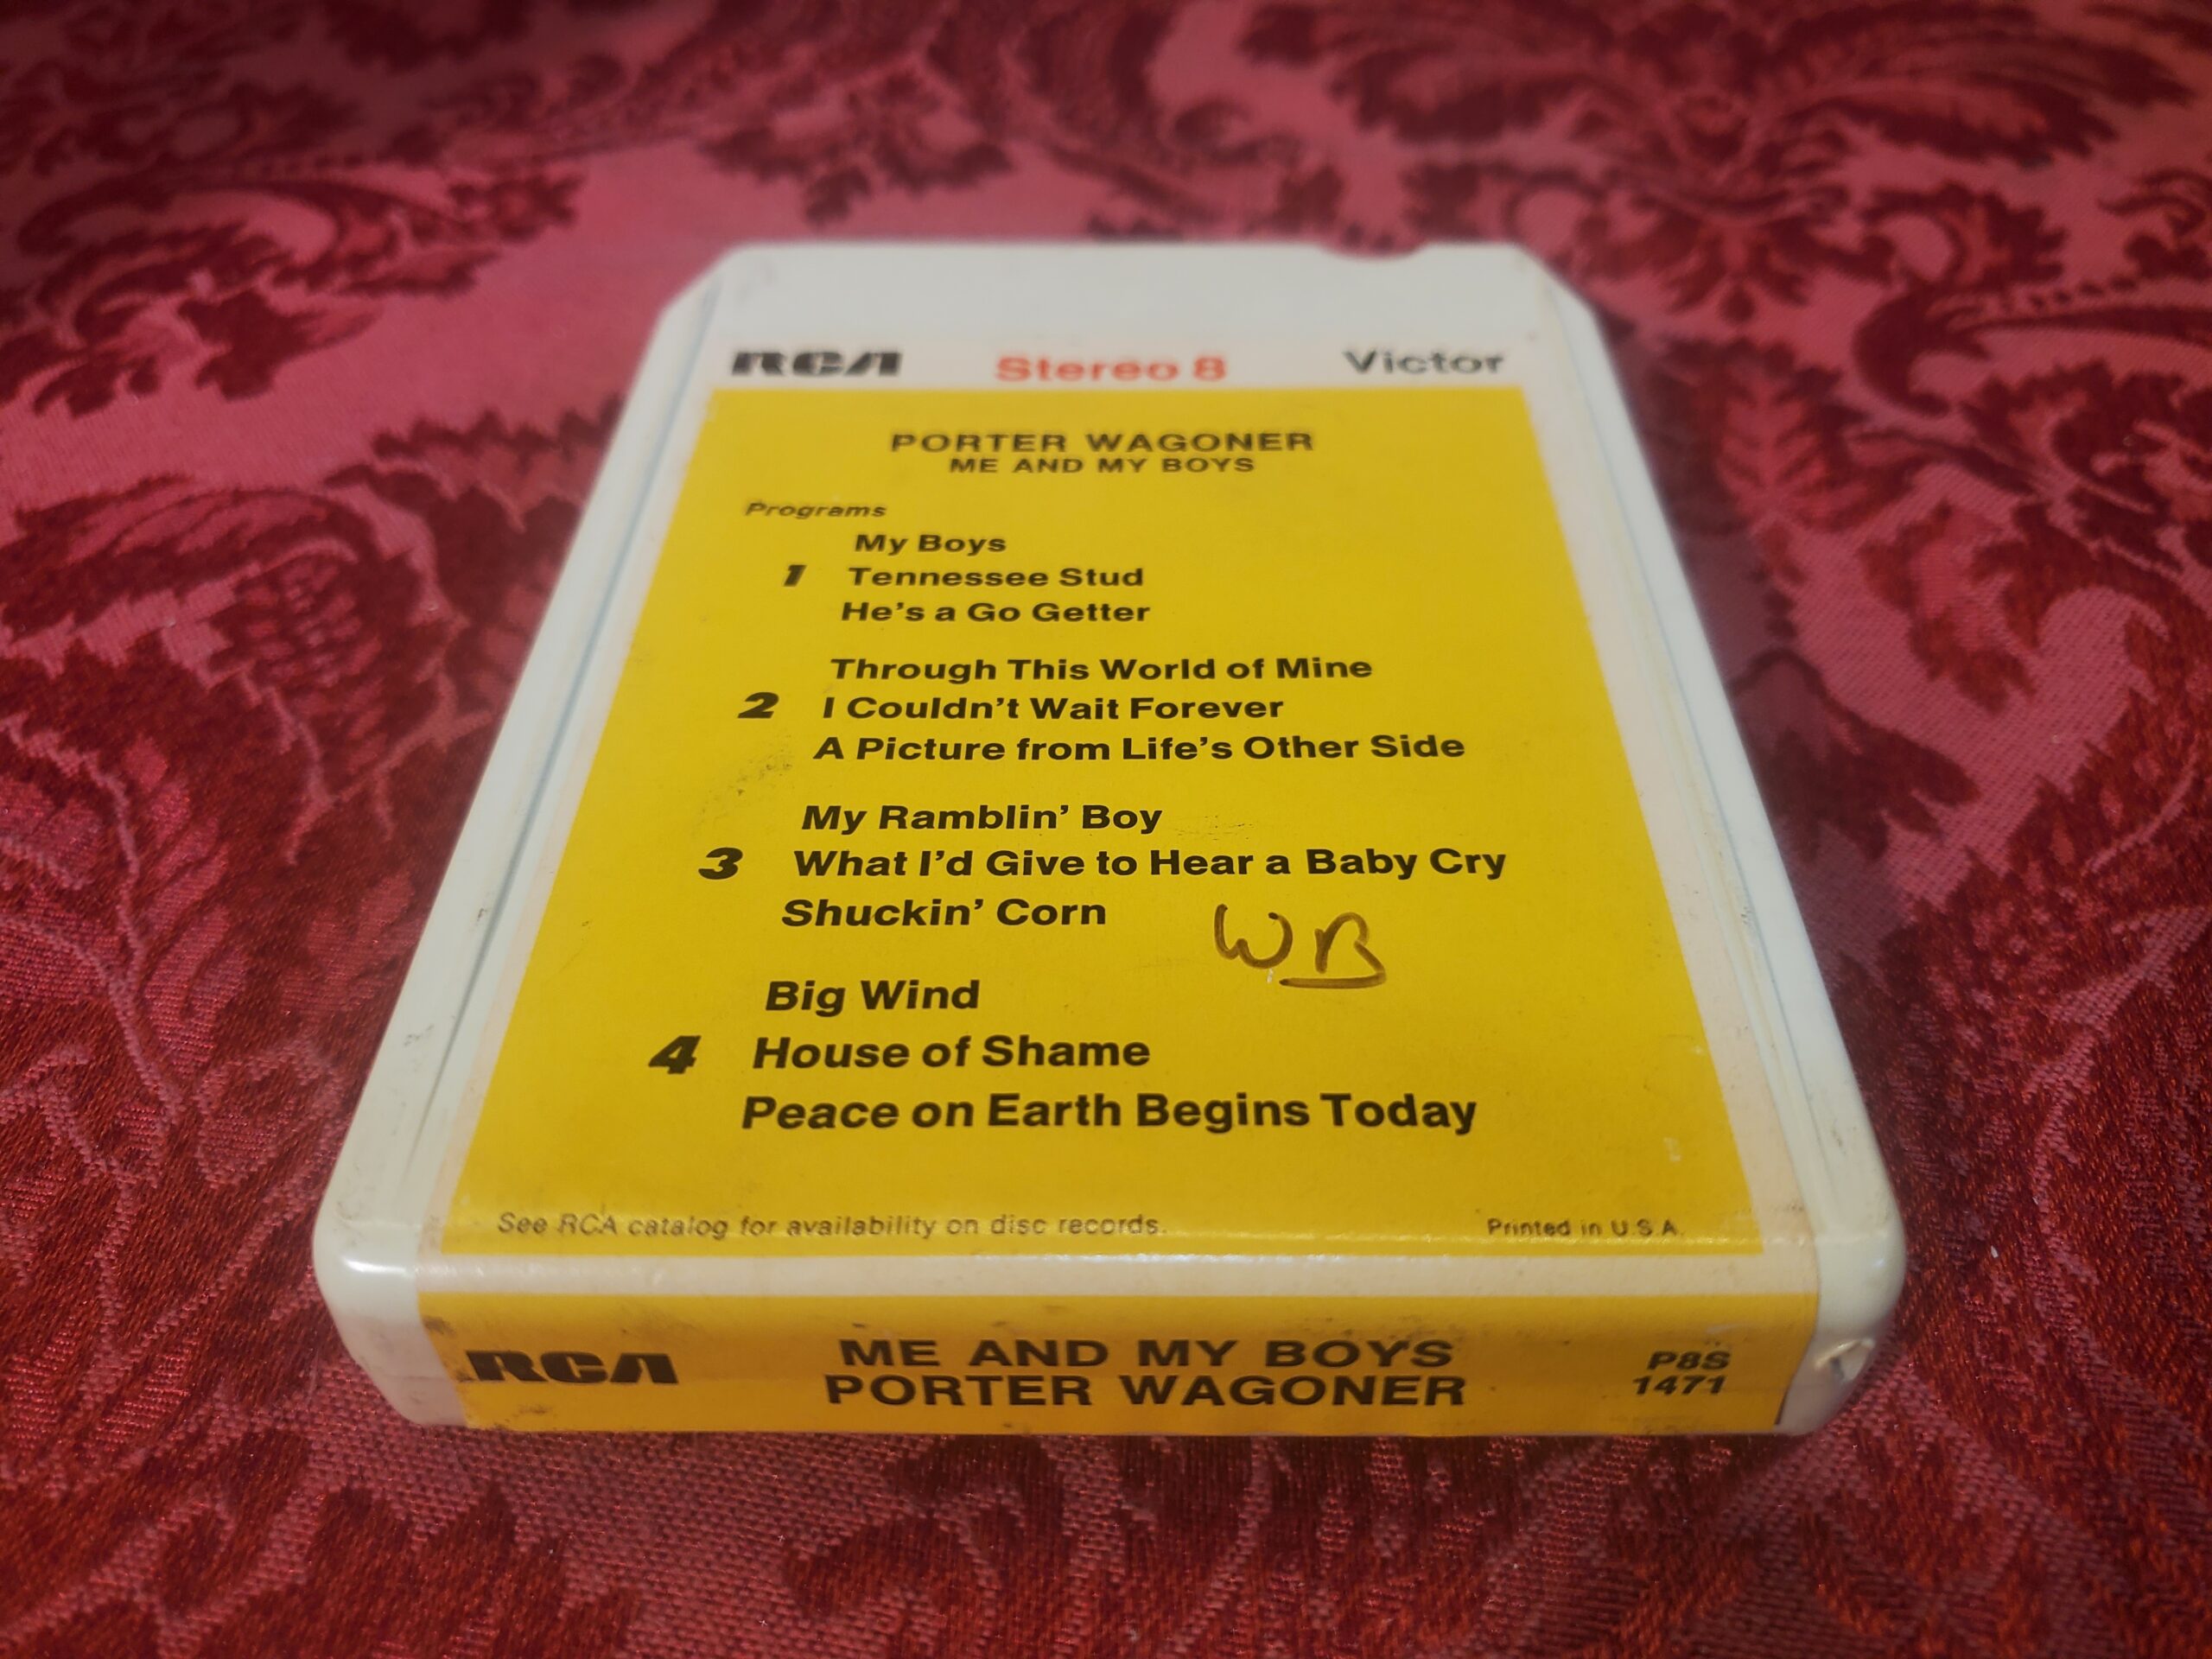 RCA Stereo 8 Victor
PORTER WAGONER
ME AND MY BOYS
Programs
My Boys
1 Tennessee Stud
He's a Go Getter
Through This World of Mine
2 I Couldn't Wait Forever
A Picture from Life's Other Side
My Ramblin' Boy
3 What I'd Give to Hear a Baby Cry
Shuckin' Corn
WB
Big Wind
4 House of Shame
Peace on Earth Begins Today
See RCA catalog for availability on disc records.
Printed in U.S.A.
RCA
ME AND MY BOYS
PORTER WAGONER
P8S
1471